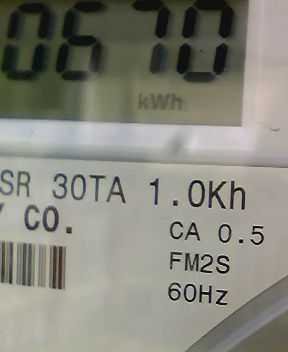 0670
kWh
SR 30TA 1.0Kh
Y CO.
CA 0.5
FM2S
60Hz